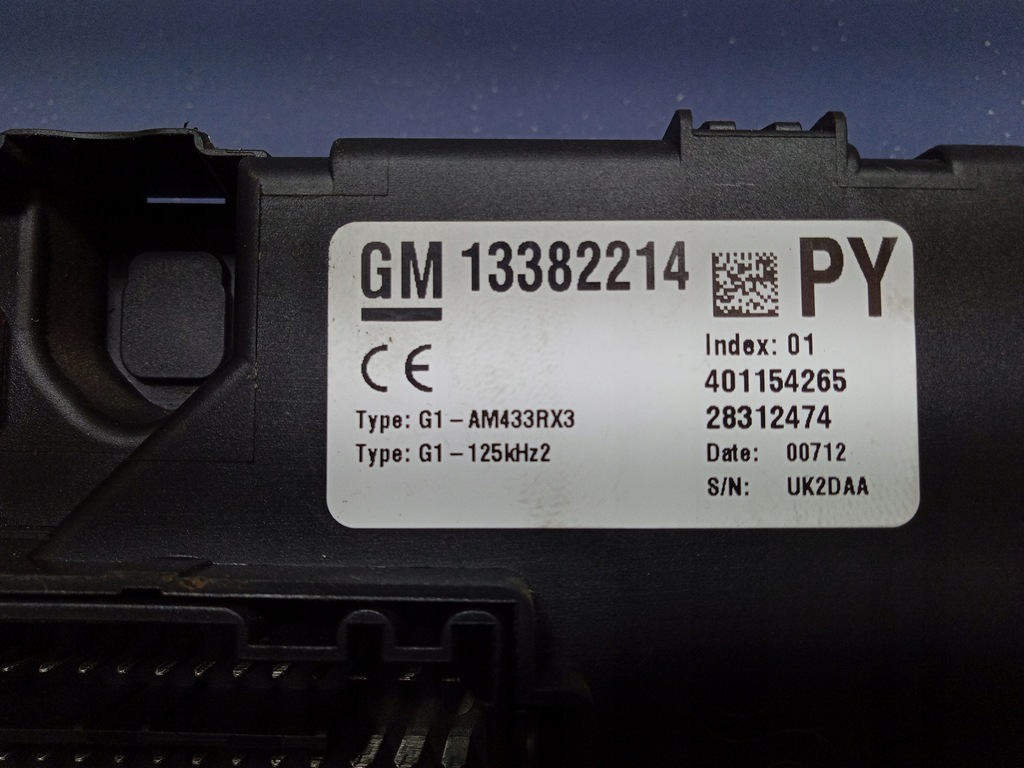 GM 13382214 PY
CE
Index: 01
401154265
Type: G1-AM433RX3
28312474
Type: G1-125kHz2
Date: 00712
S/N: UK2DAA